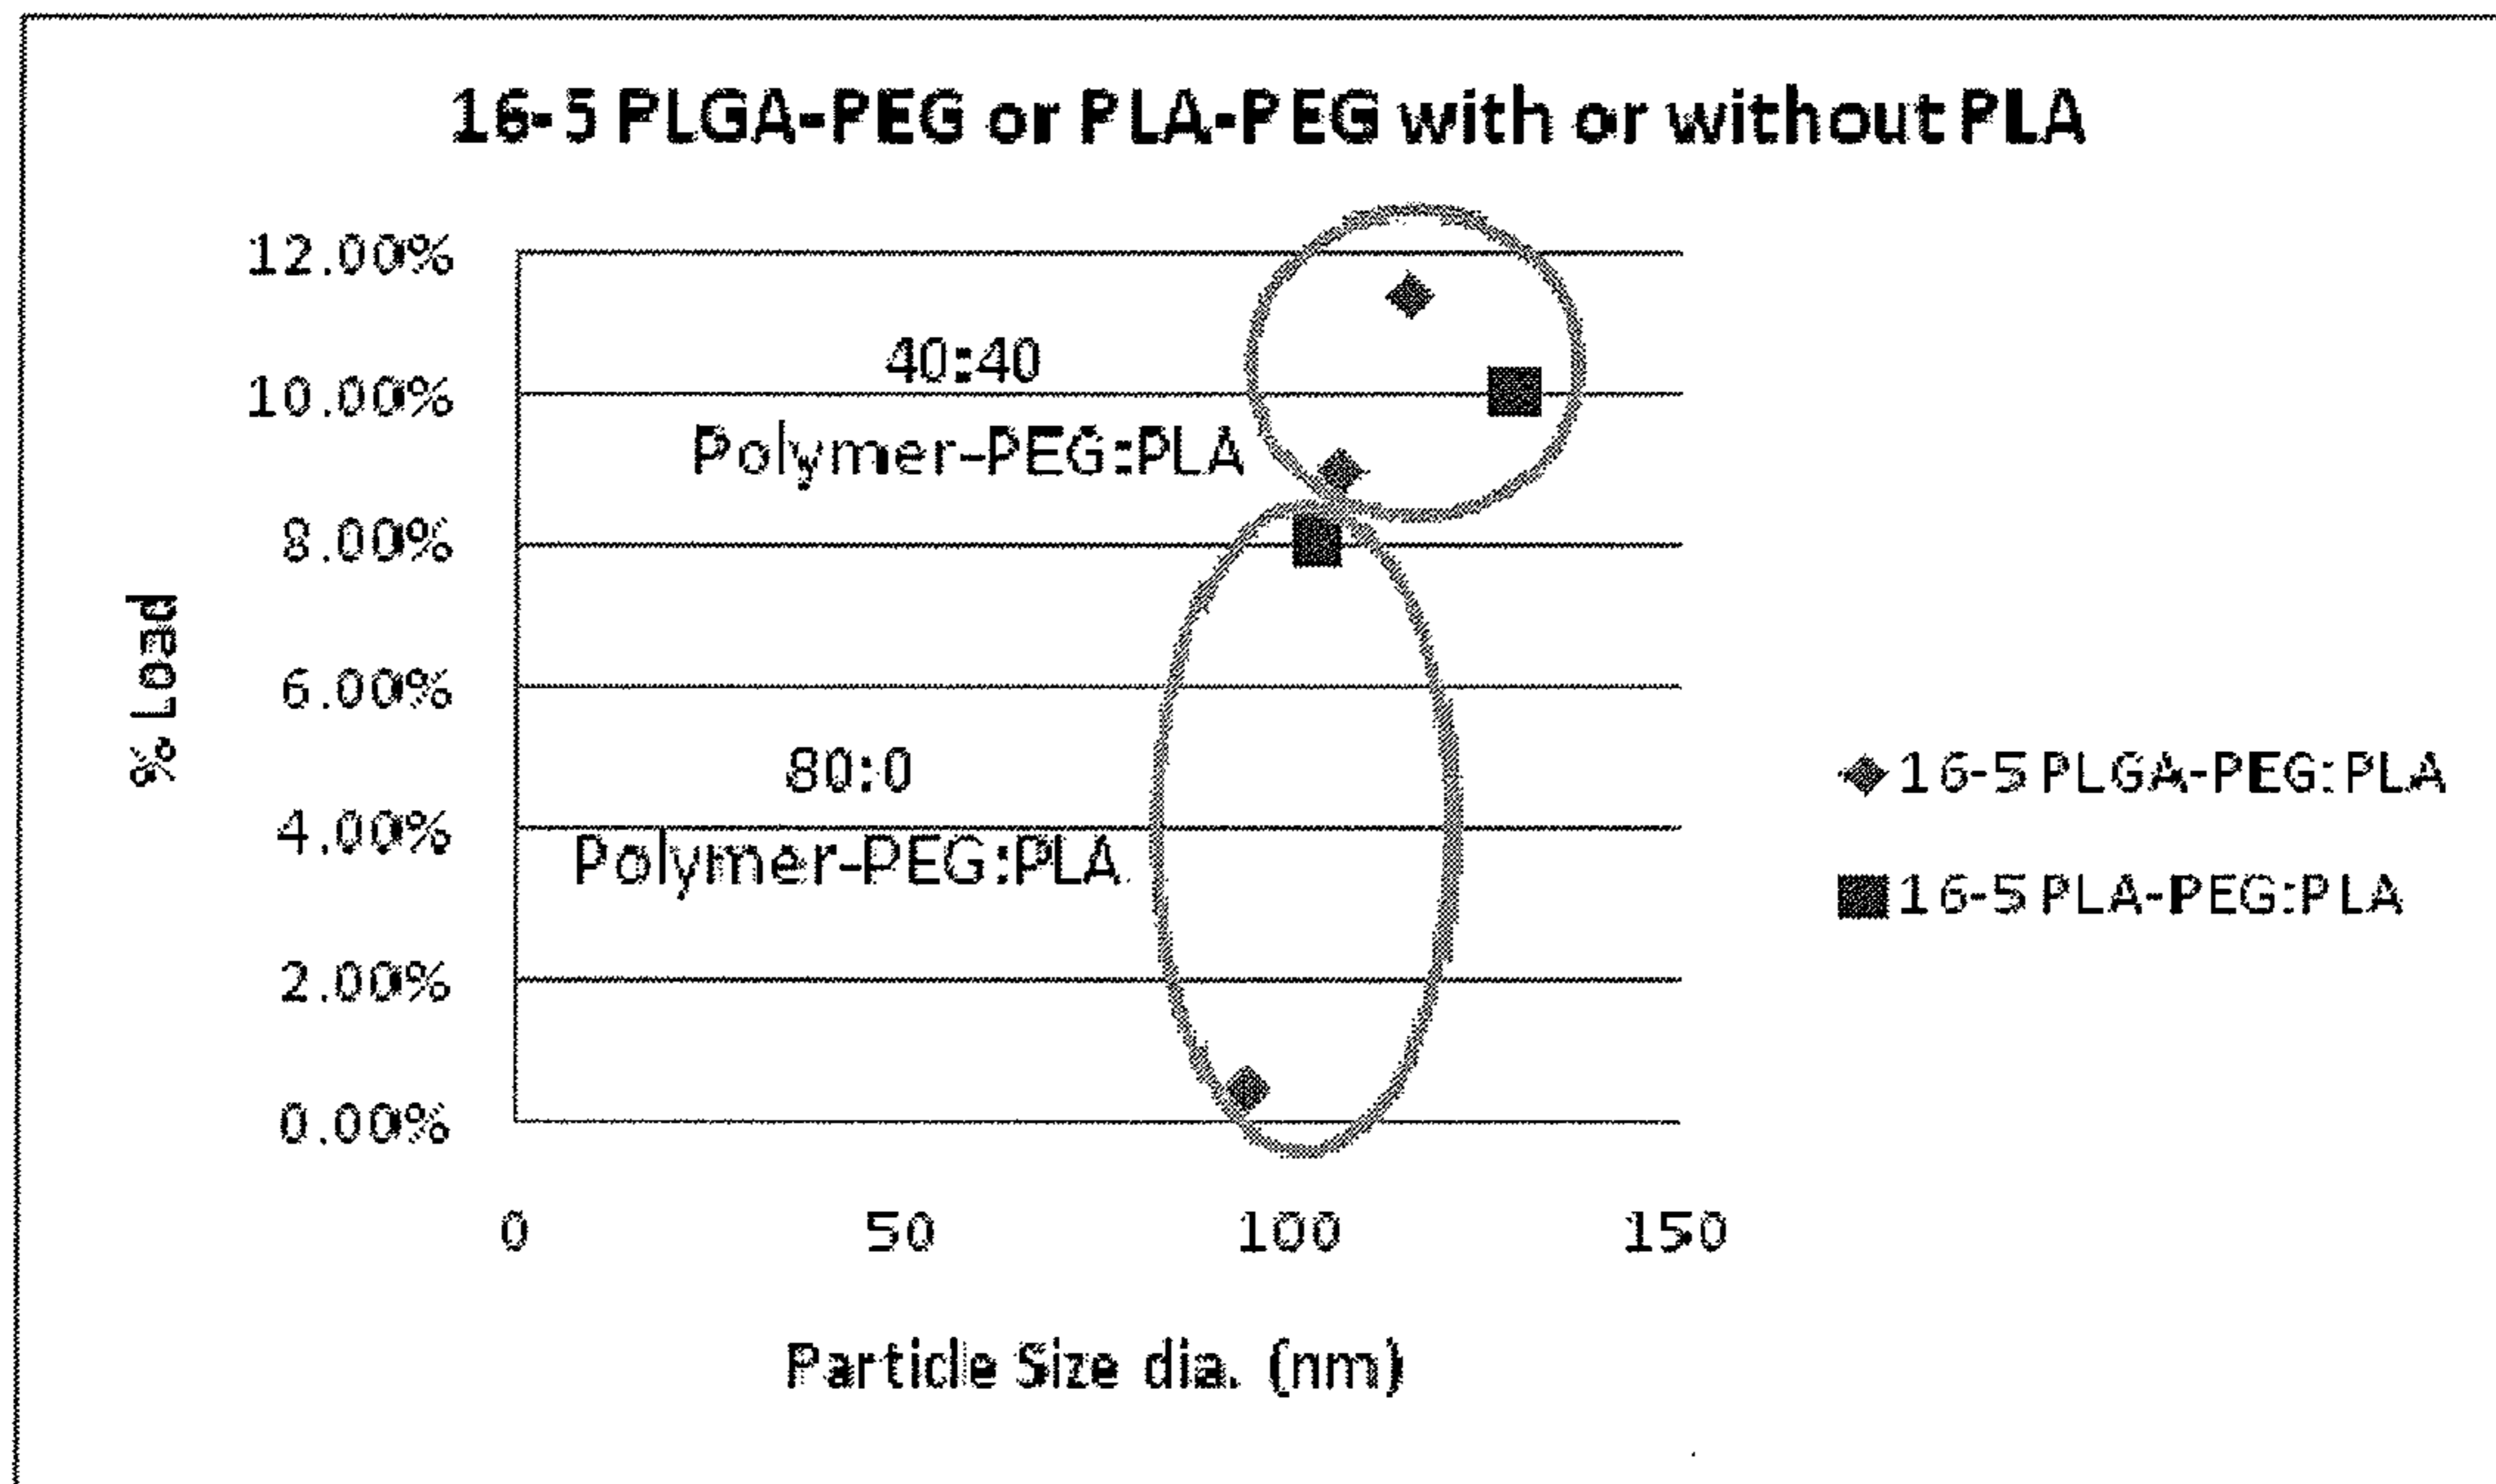 16-5 PLGA-PEG or PLA-PEG with or without PLA
12.00%
10.00%
8.00%
6.00%
4.00%
2.00%
0.00%
% Load
40:40
Polymer-PEG:PLA
80:0
Polymer-PEG:PLA
16-5 PLGA-PEG:PLA
16-5 PLA-PEG:PLA
0 50 100 150
Particle Size dia. (nm)